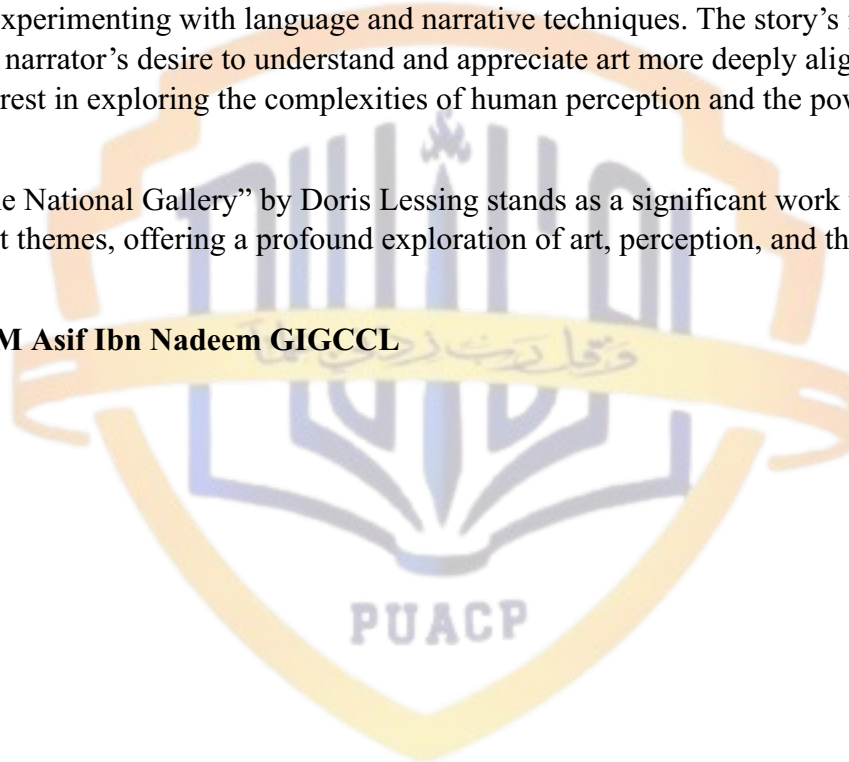 xperimenting with language and narrative techniques. The story’s
narrator’s desire to understand and appreciate art more deeply alig
rest in exploring the complexities of human perception and the pov
e National Gallery” by Doris Lessing stands as a significant work
t themes, offering a profound exploration of art, perception, and th
M Asif Ibn Nadeem GIGCCL
وَقُل رَّبِّ زِدْنِي عِلْمًا
PUACP